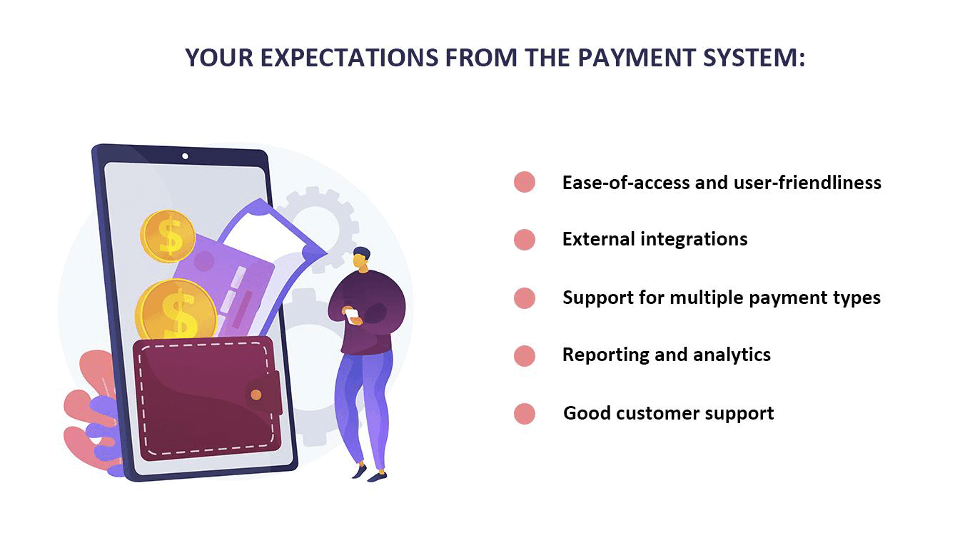 YOUR EXPECTATIONS FROM THE PAYMENT SYSTEM:
$
$
Ease-of-access and user-friendliness
External integrations
Support for multiple payment types
Reporting and analytics
Good customer support